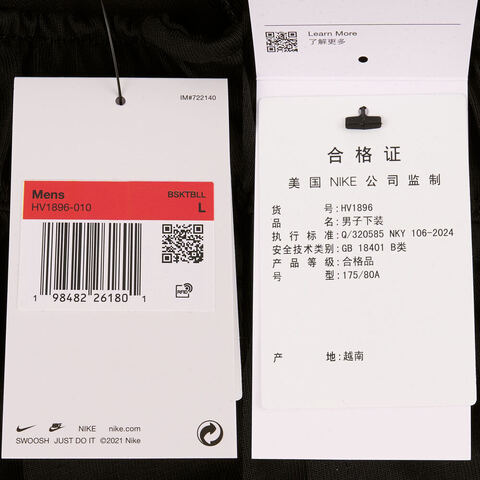 IM#722140
Mens BSKTBLL
HV1896-010 L
1 98482 26180 1
RFID
NIKE nike.com
SWOOSH JUST DO IT ©2021 Nike
Learn More
了解更多
合格证
美国 NIKE 公司监制
货号:HV1896
品名:男子下装
执行标准:Q/320585 NKY 106-2024
安全技术类别:GB 18401 B类
产品等级:合格品
号型:175/80A
产地:越南